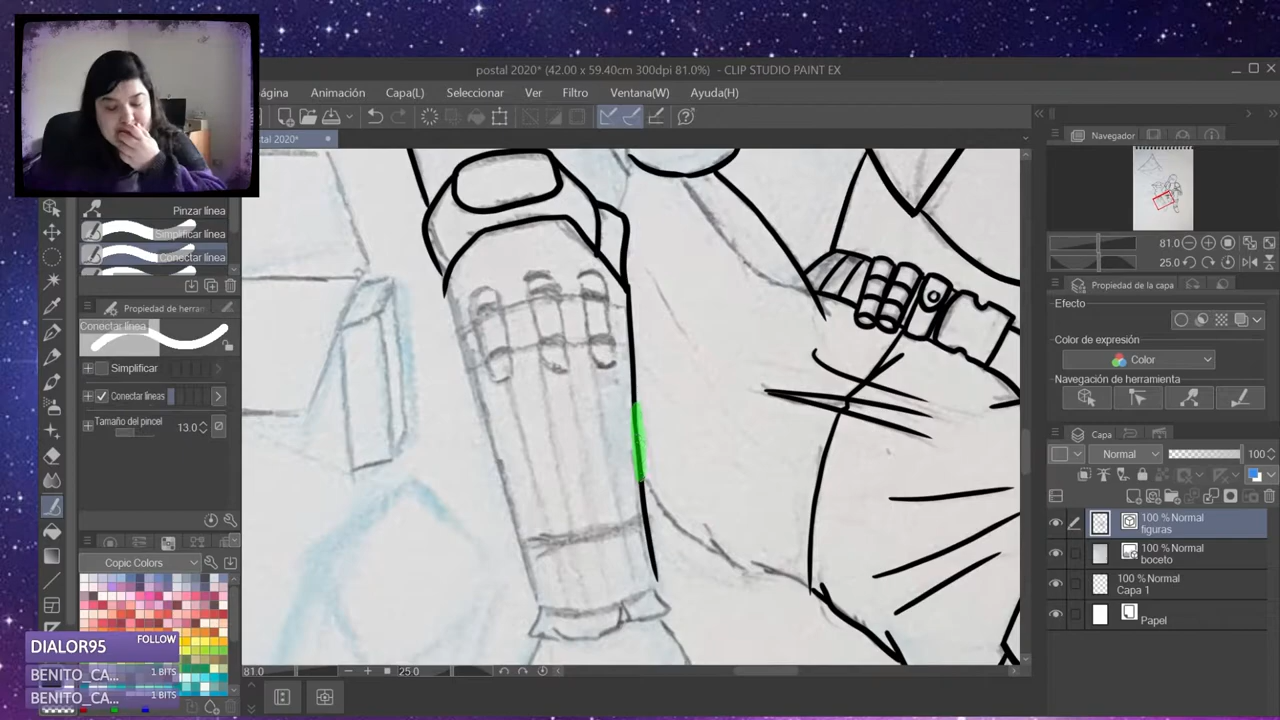 postal 2020* (42.00 x 59.40cm 300dpi 81.0%) - CLIP STUDIO PAINT EX
ágina Animación Capa(L) Seleccionar Ver Filtro Ventana(W) Ayuda(H)
stal 2020*
Navegador
Pinzar línea
Simplificar línea
Conectar línea
81.0
25.0
Propiedad de la capa
Propiedad de herrar
Conectar línea
Efecto
Color de expresión
Color
Simplificar
Navegación de herramienta
Conectar líneas
Tamaño del pincel 13.0
Capa
Normal 100
100 % Normal
figuras
100 % Normal
boceto
100 % Normal
Capa 1
Papel
Copic Colors
DIALOR95 FOLLOW
BENITO_CA... 1 BITS
BENITO_CA... 1 BITS
81.0 25.0